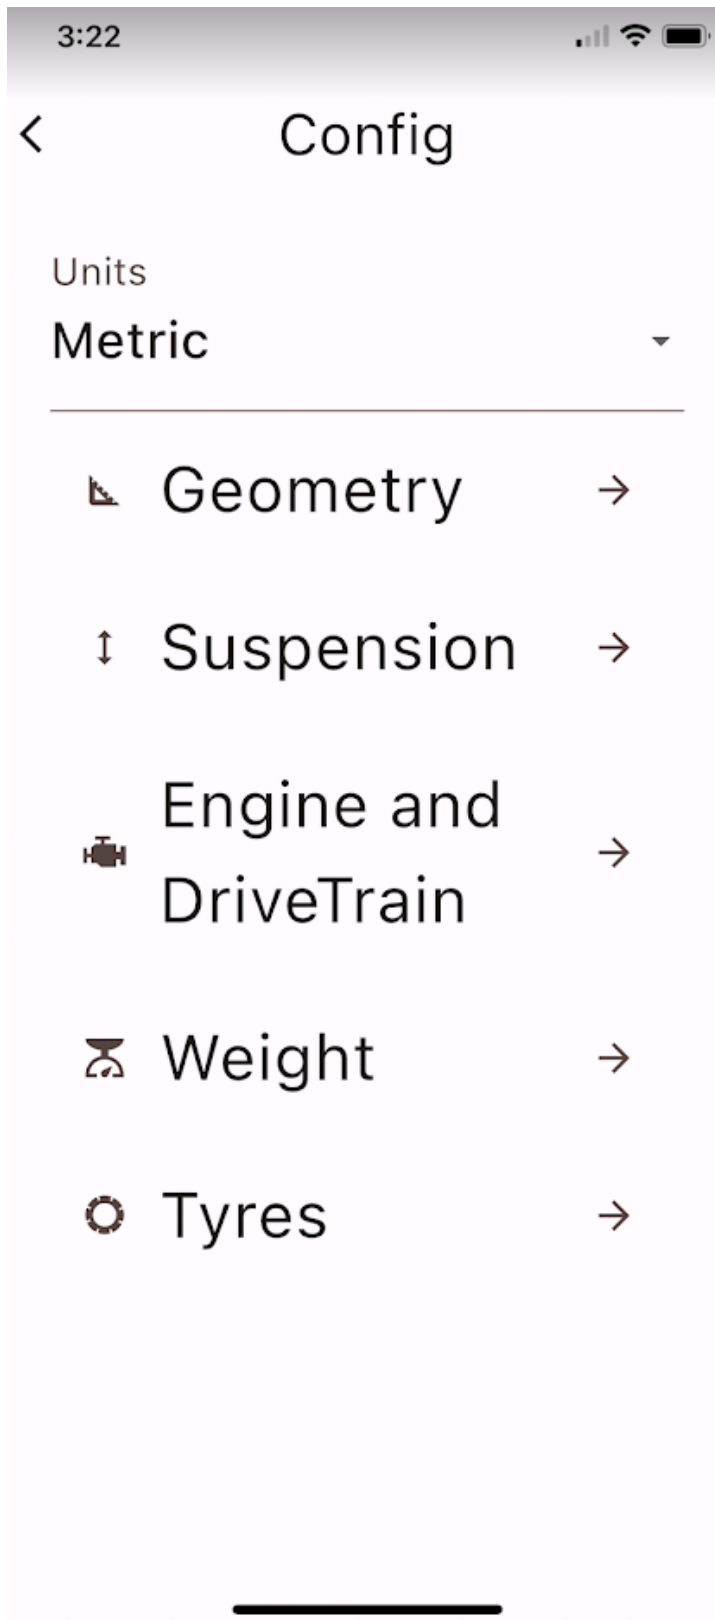 3:22
Config
Units
Metric
Geometry
Suspension
Engine and
DriveTrain
Weight
Tyres